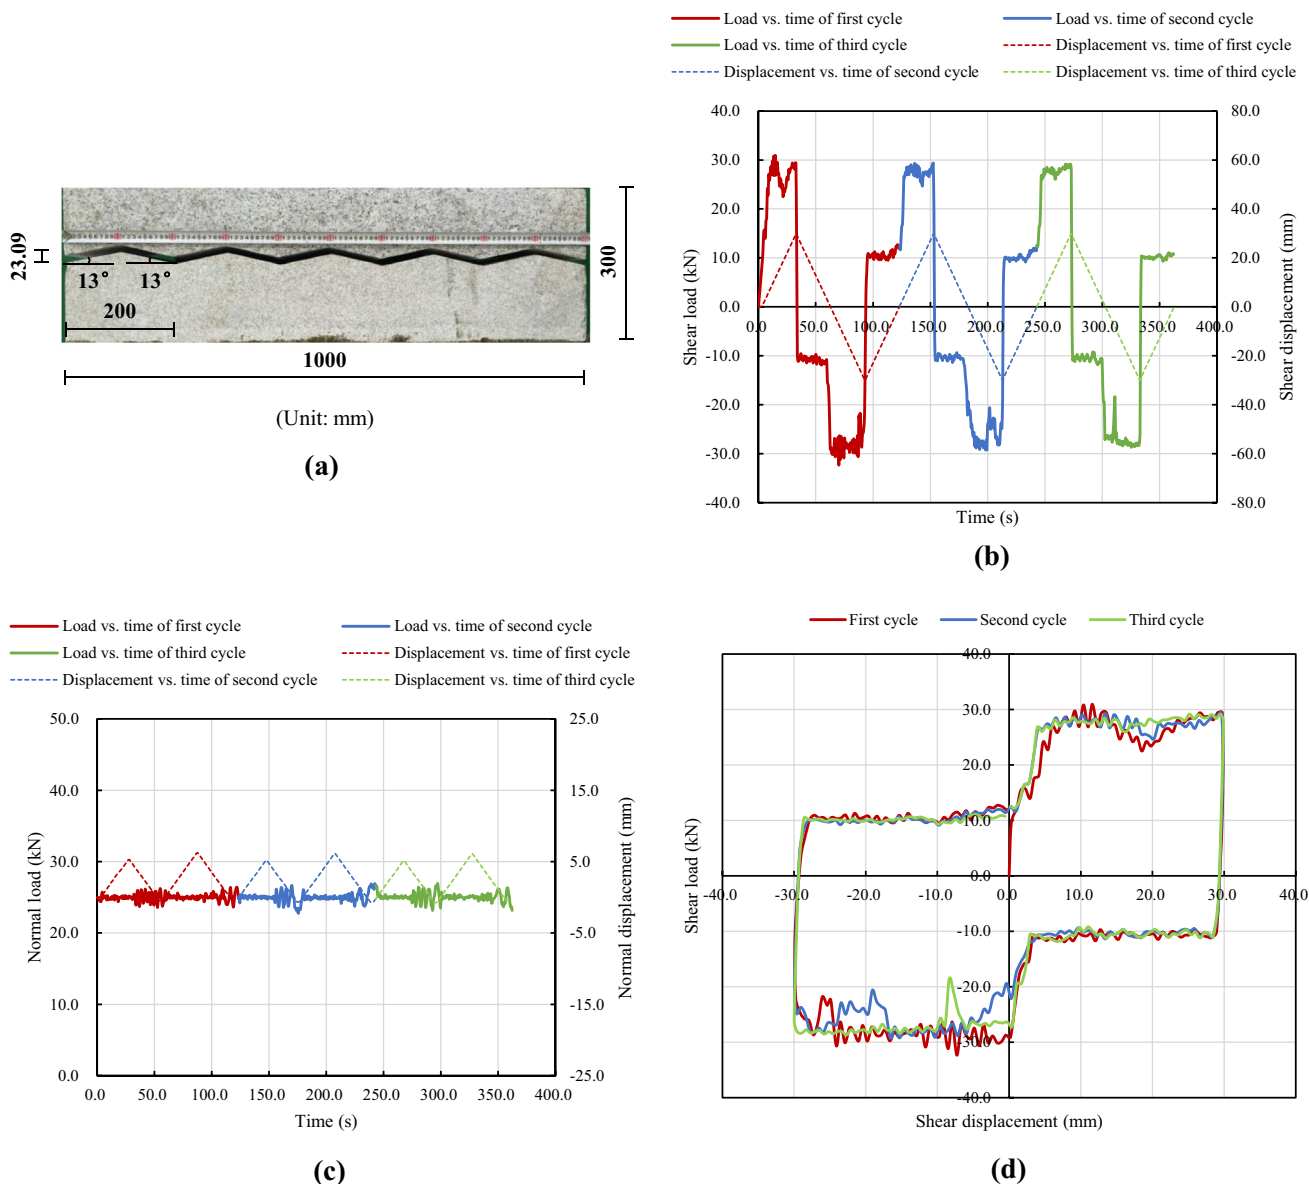 23.09
13°
13°
200
1000
300
(Unit: mm)
(a)
Load vs. time of first cycle
Load vs. time of second cycle
Load vs. time of third cycle
Displacement vs. time of first cycle
Displacement vs. time of second cycle
Displacement vs. time of third cycle
40.0
30.0
20.0
10.0
0.0
-10.0
-20.0
-30.0
-40.0
Shear load (kN)
80.0
60.0
40.0
20.0
0.0
-20.0
-40.0
-60.0
-80.0
Shear displacement (mm)
0.0 50.0 100.0 150.0 200.0 250.0 300.0 350.0 400.0
Time (s)
(b)
Load vs. time of first cycle
Load vs. time of second cycle
Load vs. time of third cycle
Displacement vs. time of first cycle
Displacement vs. time of second cycle
Displacement vs. time of third cycle
50.0
40.0
30.0
20.0
10.0
0.0
Normal load (kN)
25.0
15.0
5.0
-5.0
-15.0
-25.0
Normal displacement (mm)
0.0 50.0 100.0 150.0 200.0 250.0 300.0 350.0 400.0
Time (s)
(c)
First cycle
Second cycle
Third cycle
40.0
30.0
20.0
10.0
0.0
-10.0
-20.0
-30.0
-40.0
Shear load (kN)
-40.0 -30.0 -20.0 -10.0 0.0 10.0 20.0 30.0 40.0
Shear displacement (mm)
(d)